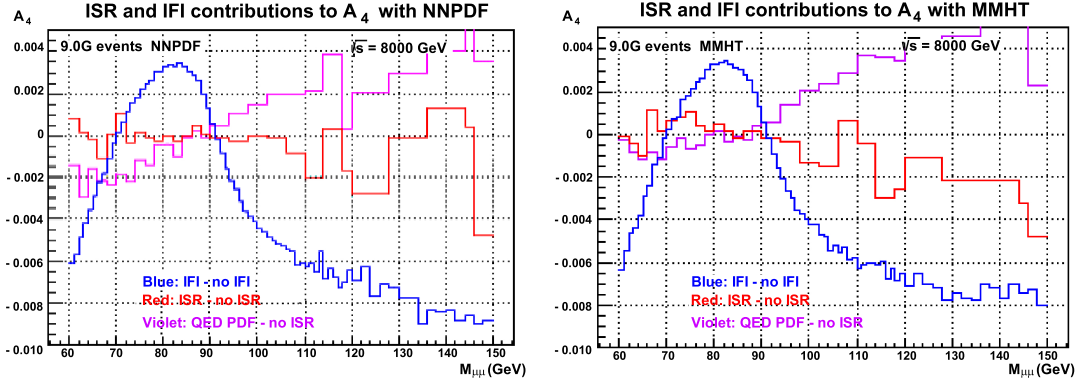 ISR and IFI contributions to A4 with NNPDF
A4
9.0G events NNPDF
√s = 8000 GeV
0.004
0.002
0
- 0.002
- 0.004
- 0.006
- 0.008
- 0.010
Blue: IFI - no IFI
Red: ISR - no ISR
Violet: QED PDF - no ISR
60 70 80 90 100 110 120 130 140 150
Mμμ (GeV)
ISR and IFI contributions to A4 with MMHT
A4
9.0G events MMHT
√s = 8000 GeV
0.004
0.002
0
- 0.002
- 0.004
- 0.006
- 0.008
- 0.010
Blue: IFI - no IFI
Red: ISR - no ISR
Violet: QED PDF - no ISR
60 70 80 90 100 110 120 130 140 150
Mμμ (GeV)